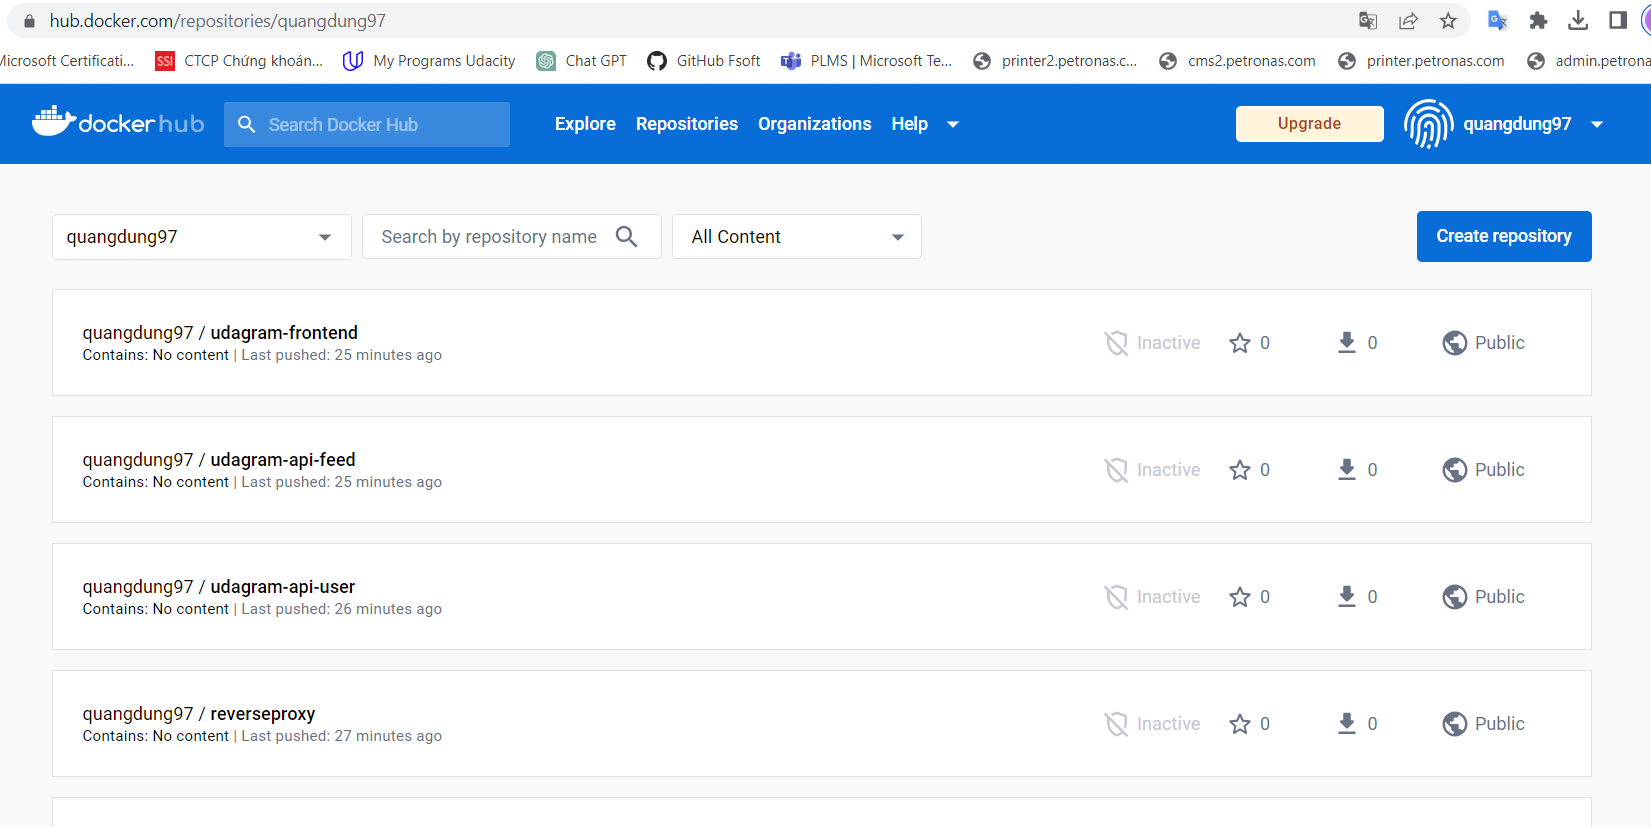 hub.docker.com/repositories/quangdung97
Microsoft Certificati... CTCP Chứng khoán... My Programs Udacity Chat GPT GitHub Fsoft PLMS | Microsoft Te... printer2.petronas.c... cms2.petronas.com printer.petronas.com admin.petrona
docker hub Search Docker Hub Explore Repositories Organizations Help Upgrade quangdung97
quangdung97 Search by repository name All Content Create repository
quangdung97 / udagram-frontend
Contains: No content | Last pushed: 25 minutes ago
Inactive 0 0 Public
quangdung97 / udagram-api-feed
Contains: No content | Last pushed: 25 minutes ago
Inactive 0 0 Public
quangdung97 / udagram-api-user
Contains: No content | Last pushed: 26 minutes ago
Inactive 0 0 Public
quangdung97 / reverseproxy
Contains: No content | Last pushed: 27 minutes ago
Inactive 0 0 Public